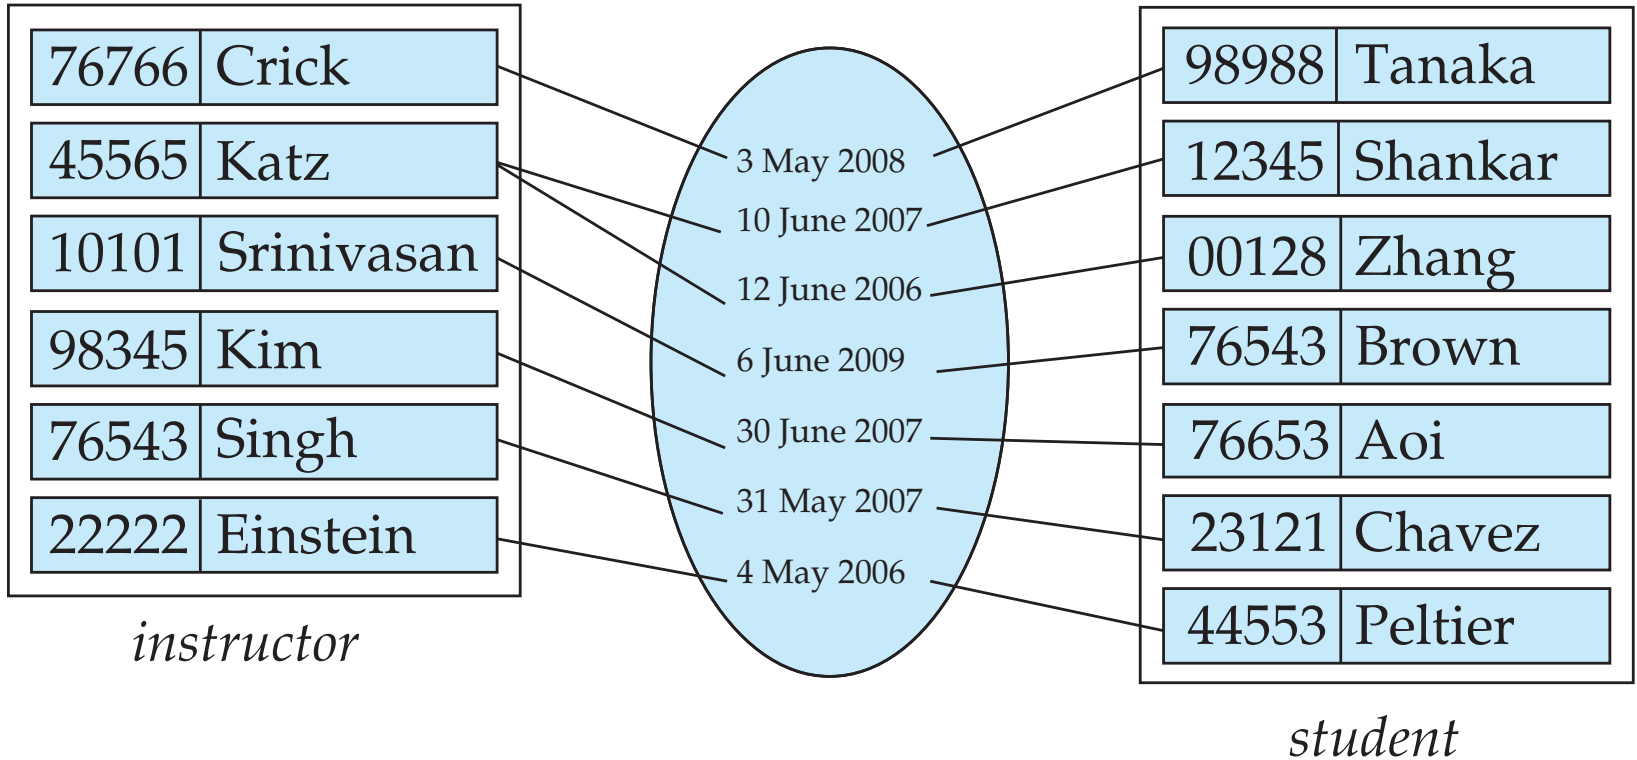 76766 Crick
45565 Katz
10101 Srinivasan
98345 Kim
76543 Singh
22222 Einstein
instructor
3 May 2008
10 June 2007
12 June 2006
6 June 2009
30 June 2007
31 May 2007
4 May 2006
98988 Tanaka
12345 Shankar
00128 Zhang
76543 Brown
76653 Aoi
23121 Chavez
44553 Peltier
student